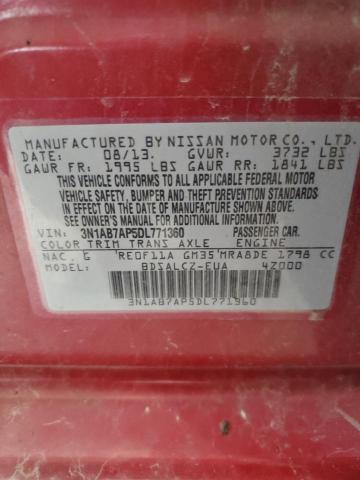 MANUFACTURED BY NISSAN MOTOR CO., LTD.
DATE: 08/13. GVWR: 3732 LBS
GAWR FR: 1995 LBS GAWR RR: 1841 LBS
THIS VEHICLE CONFORMS TO ALL APPLICABLE FEDERAL MOTOR
VEHICLE SAFETY, BUMPER, AND THEFT PREVENTION STANDARDS
IN EFFECT ON THE DATE OF MANUFACTURE SHOWN ABOVE.
SEE OWNER'S MANUAL FOR ADDITIONAL INFORMATION
VIN: 3N1AB7AP5DL771360 PASSENGER CAR.
COLOR TRIM TRANS AXLE ENGINE
NAC. G RE0F11A GM35 MRA8DE 1798 CC
MODEL: BDSALCZ-EUA 4Z000
3N1AB7AP5DL771360